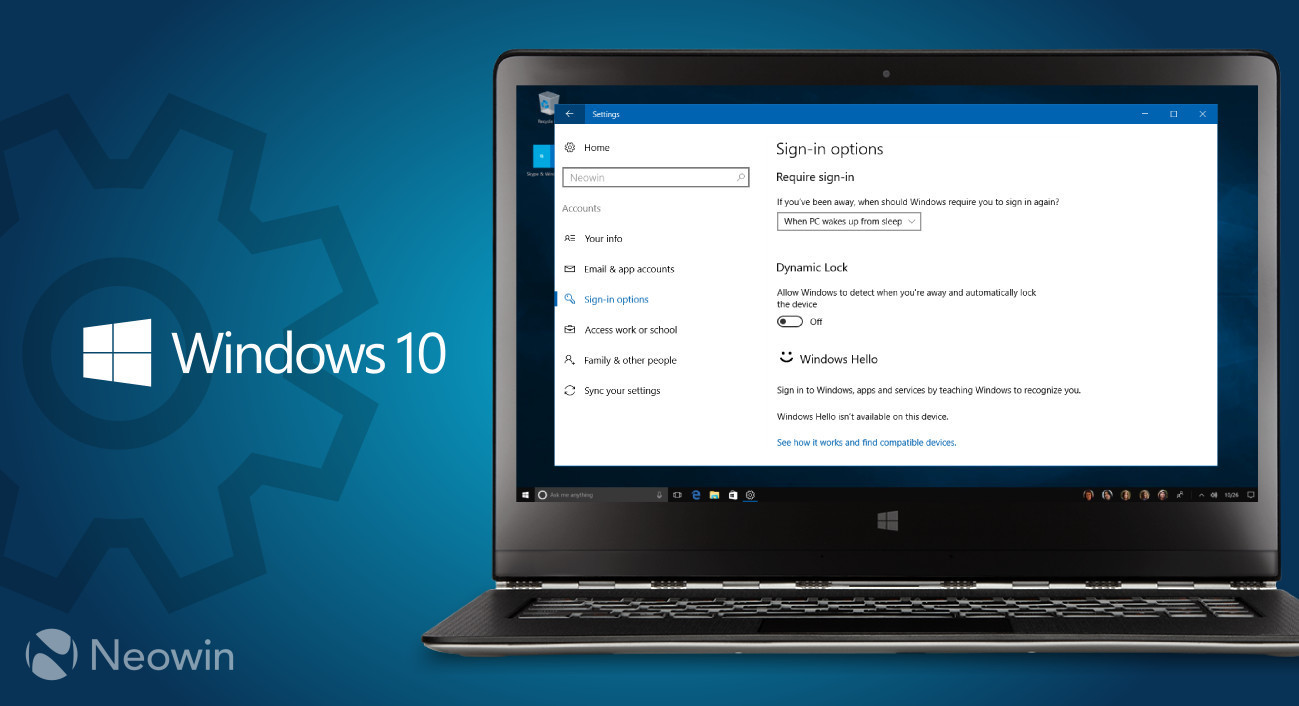 Windows 10
Neowin
Recycle
Settings
Home
Neowin
Accounts
Your info
Email & app accounts
Sign-in options
Access work or school
Family & other people
Sync your settings
Sign-in options
Require sign-in
If you've been away, when should Windows require you to sign in again?
When PC wakes up from sleep
Dynamic Lock
Allow Windows to detect when you're away and automatically lock
the device
Off
Windows Hello
Sign in to Windows, apps and services by teaching Windows to recognize you.
Windows Hello isn't available on this device.
See how it works and find compatible devices.
Ask me anything
15/26